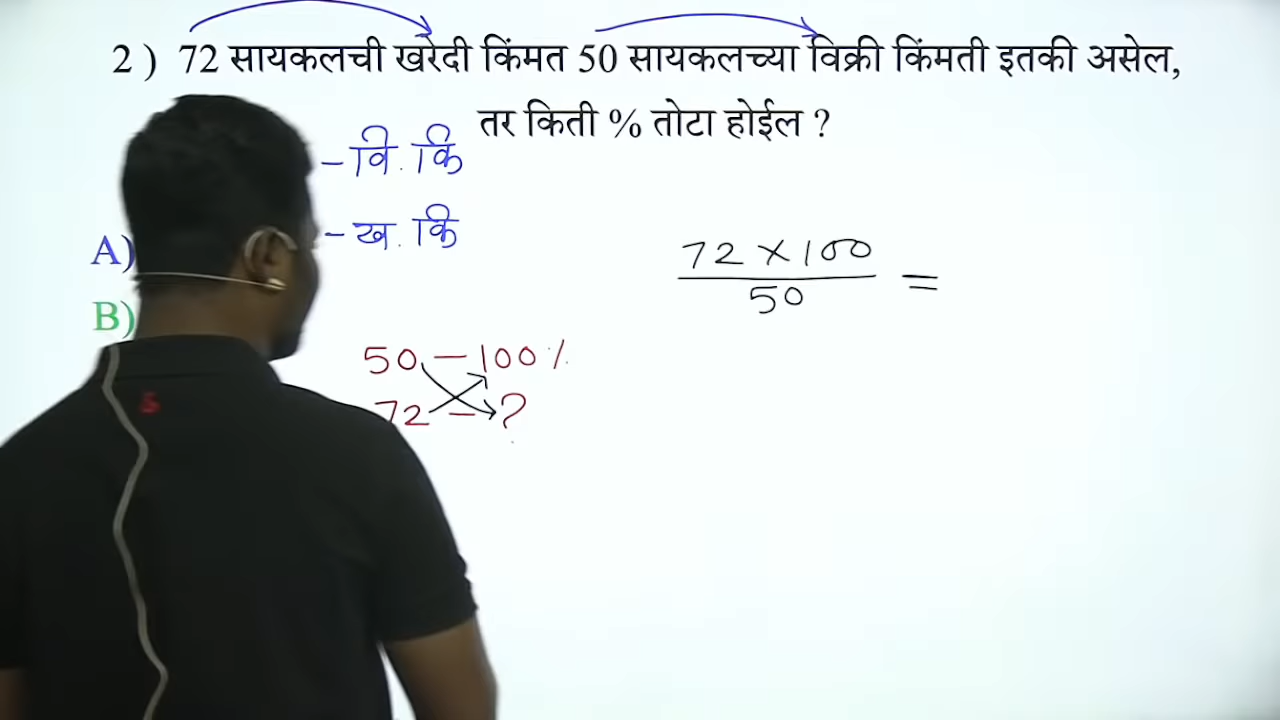 2 ) 72 सायकलची खरेदी किंमत 50 सायकलच्या विक्री किंमती इतकी असेल,
तर किती % तोटा होईल ?
– वि. कि
– ख. कि
A)
B)
72 × 100
50
=
50 – 100 %
72 – ?